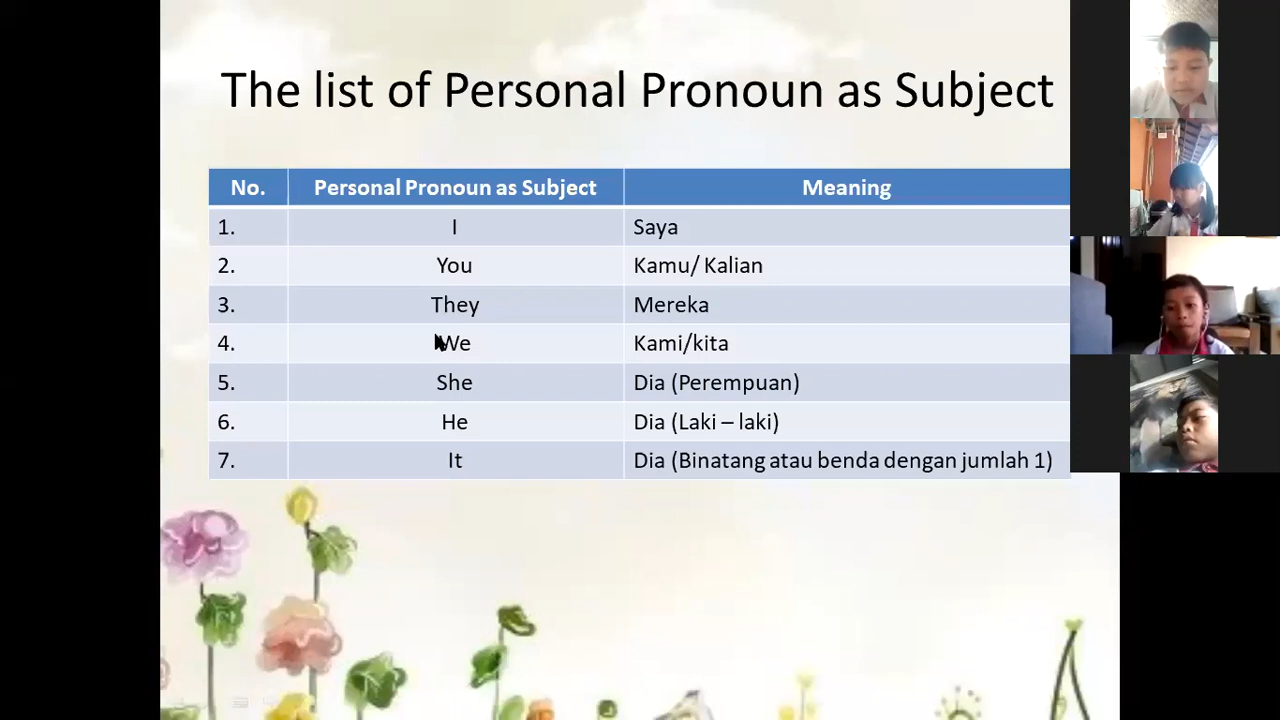 The list of Personal Pronoun as Subject
No. Personal Pronoun as Subject Meaning
1. I Saya
2. You Kamu/ Kalian
3. They Mereka
4. We Kami/kita
5. She Dia (Perempuan)
6. He Dia (Laki – laki)
7. It Dia (Binatang atau benda dengan jumlah 1)